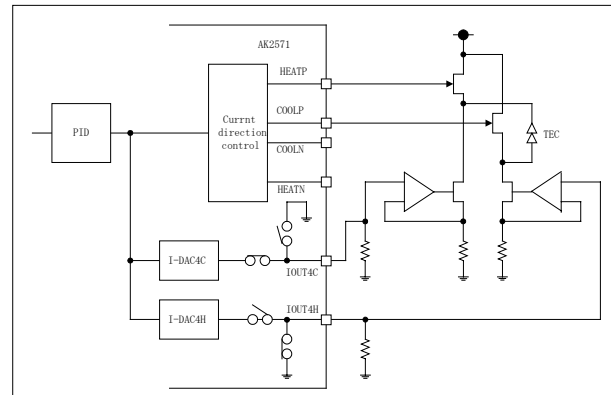 AK2571
HEATP
COOLP
COOLN
HEATN
PID
Currnt
direction
control
TEC
I-DAC4C
IOUT4C
I-DAC4H
IOUT4H